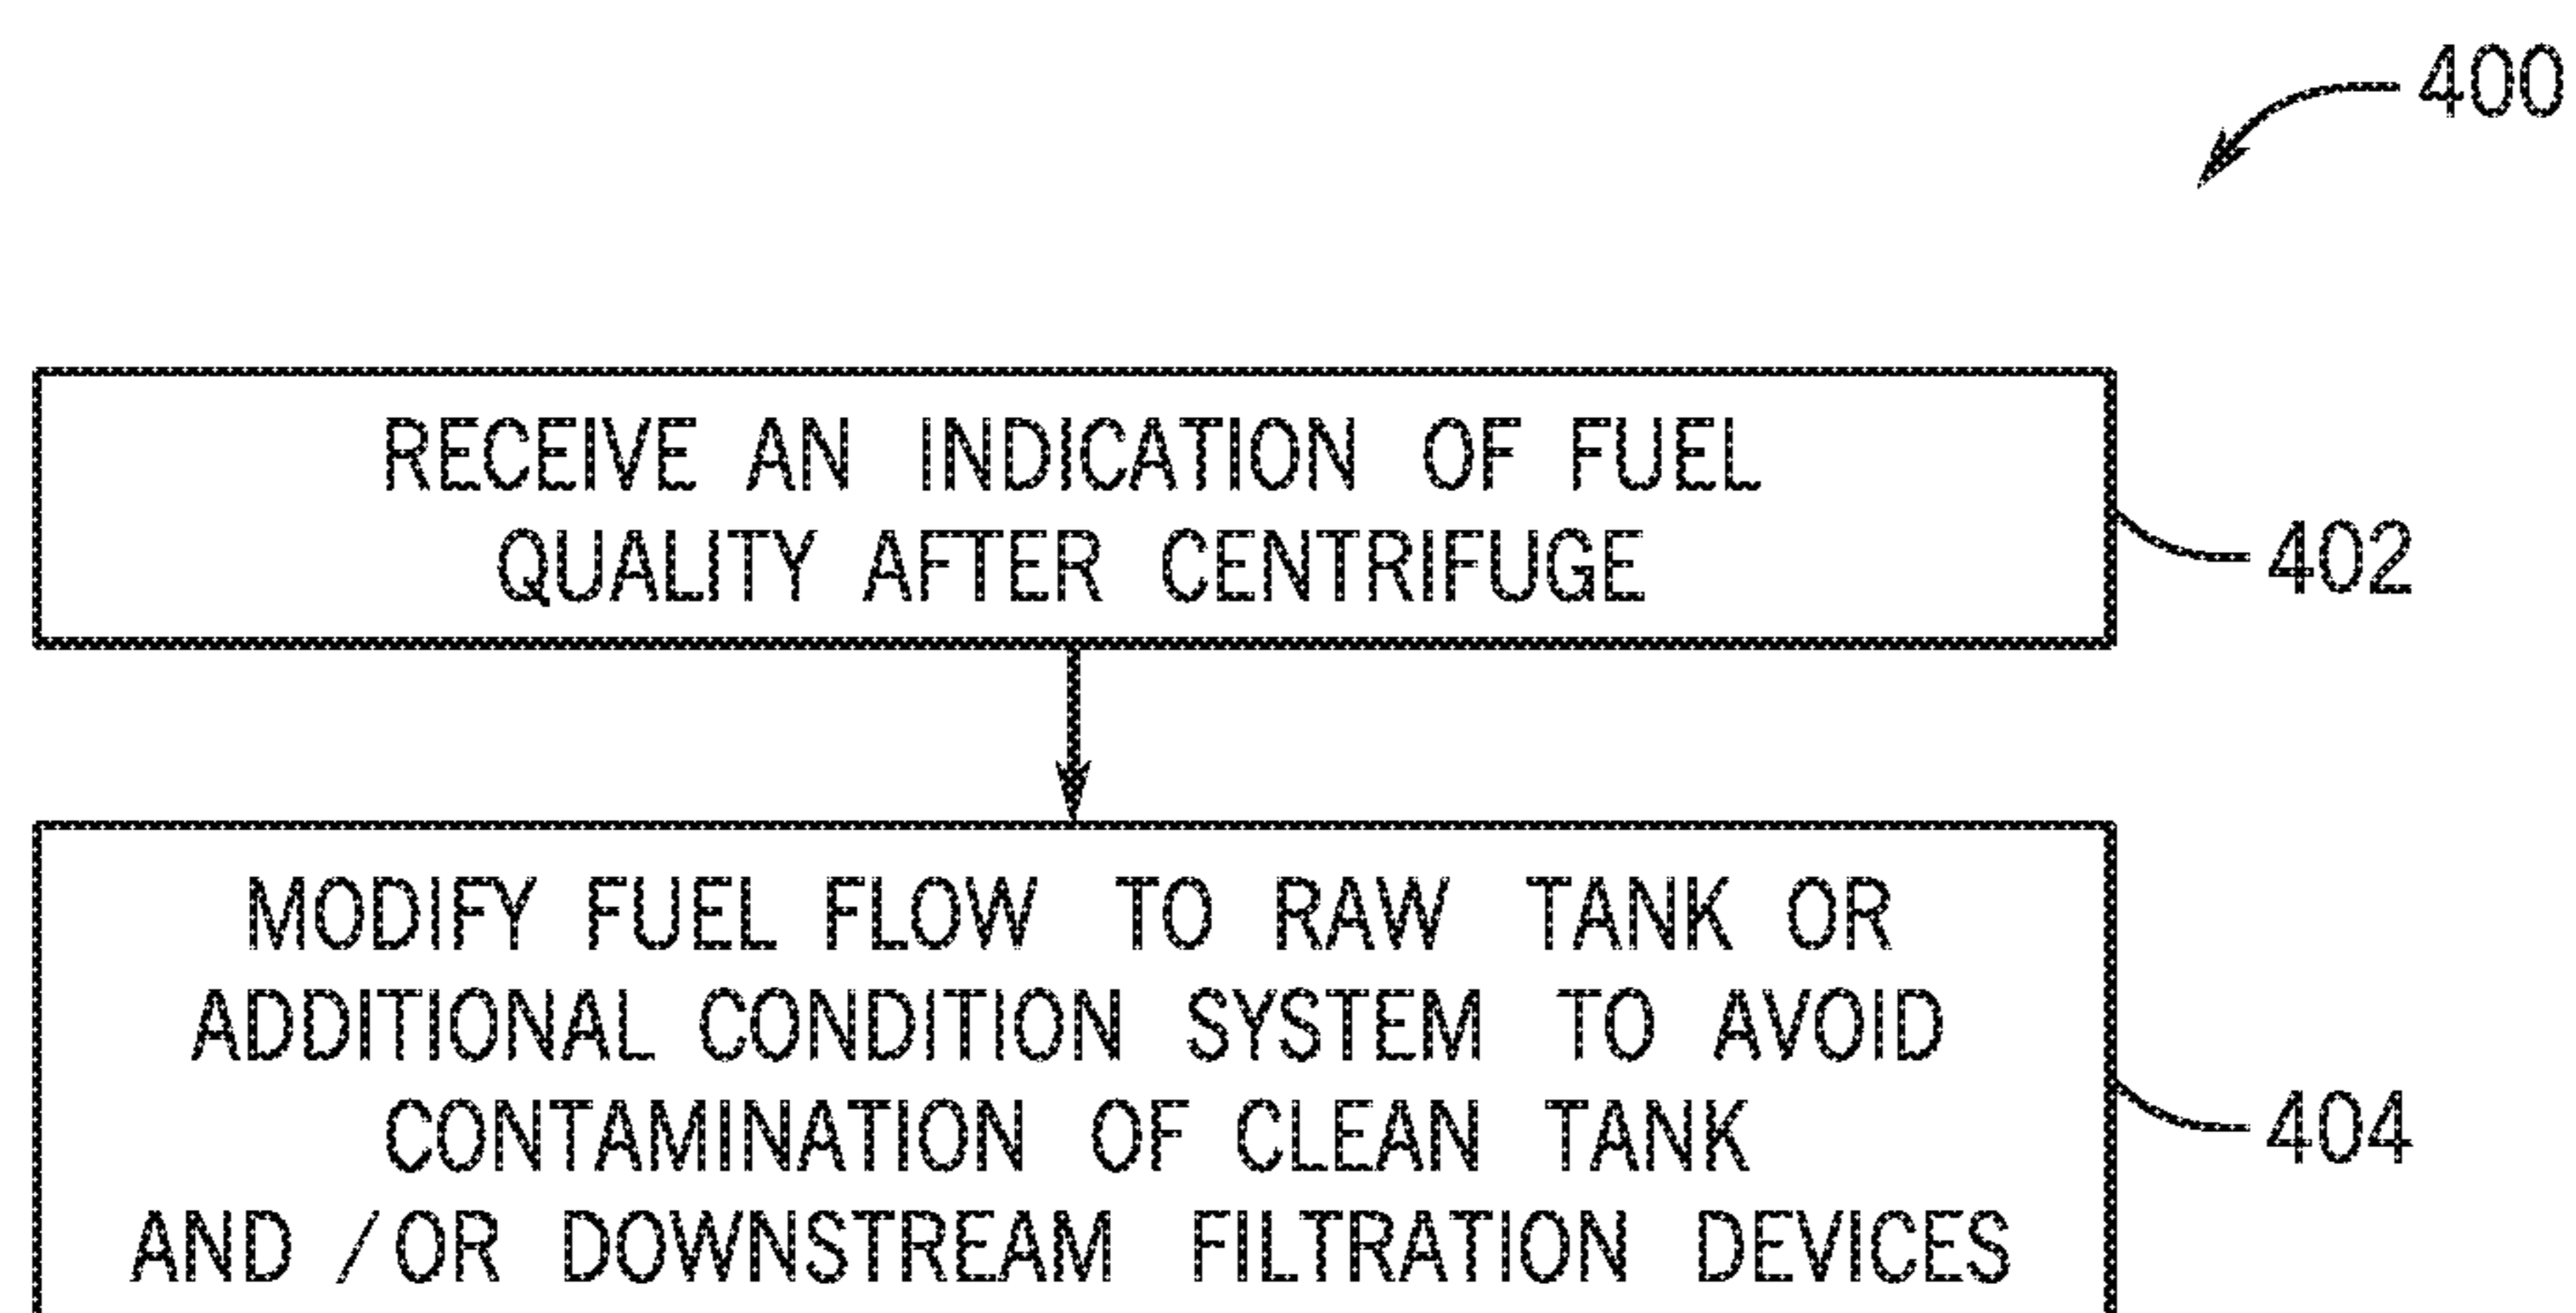 400
RECEIVE AN INDICATION OF FUEL
QUALITY AFTER CENTRIFUGE
402
MODIFY FUEL FLOW TO RAW TANK OR
ADDITIONAL CONDITION SYSTEM TO AVOID
CONTAMINATION OF CLEAN TANK
AND /OR DOWNSTREAM FILTRATION DEVICES
404